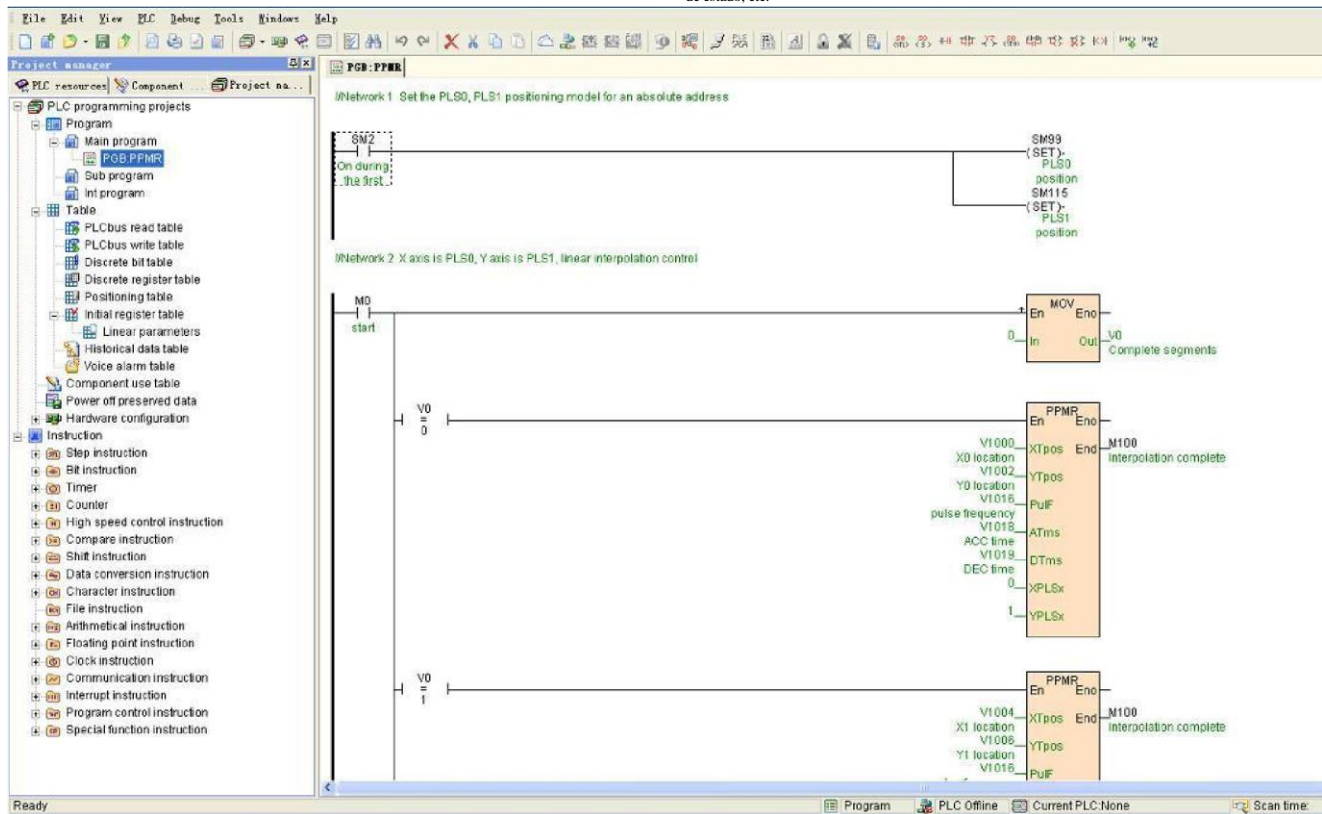 File Edit View PLC Debug Tools Windows Help
Project manager
PGB:PPMR
PLC resources Component ... Project na...
PLC programming projects
Program
Main program
PGB:PPMR
Sub program
Int program
Table
PLCbus read table
PLCbus write table
Discrete bit table
Discrete register table
Positioning table
Initial register table
Linear parameters
Historical data table
Voice alarm table
Component use table
Power off preserved data
Hardware configuration
Instruction
Step instruction
Bit instruction
Timer
Counter
High speed control instruction
Compare instruction
Shift instruction
Data conversion instruction
Character instruction
File instruction
Arithmetical instruction
Floating point instruction
Clock instruction
Communication instruction
Interrupt instruction
Program control instruction
Special function instruction
//Network 1 Set the PLS0, PLS1 positioning model for an absolute address
SM2
On during
the first
SM99
(SET)
PLS0
position
SM115
(SET)
PLS1
position
//Network 2 X axis is PLS0, Y axis is PLS1, linear interpolation control
M0
start
MOV
En Eno
0 In Out V0
Complete segments
V0
=
0
PPMR
En Eno
V1000 XTpos End M100
X0 location Interpolation complete
V1002 YTpos
Y0 location
V1016 PulF
pulse frequency
V1018 ATms
ACC time
V1019 DTms
DEC time
0 XPLSx
1 YPLSx
V0
=
1
PPMR
En Eno
V1004 XTpos End M100
X1 location Interpolation complete
V1006 YTpos
Y1 location
V1016 PulF
Ready Program PLC Offline Current PLC:None Scan time: